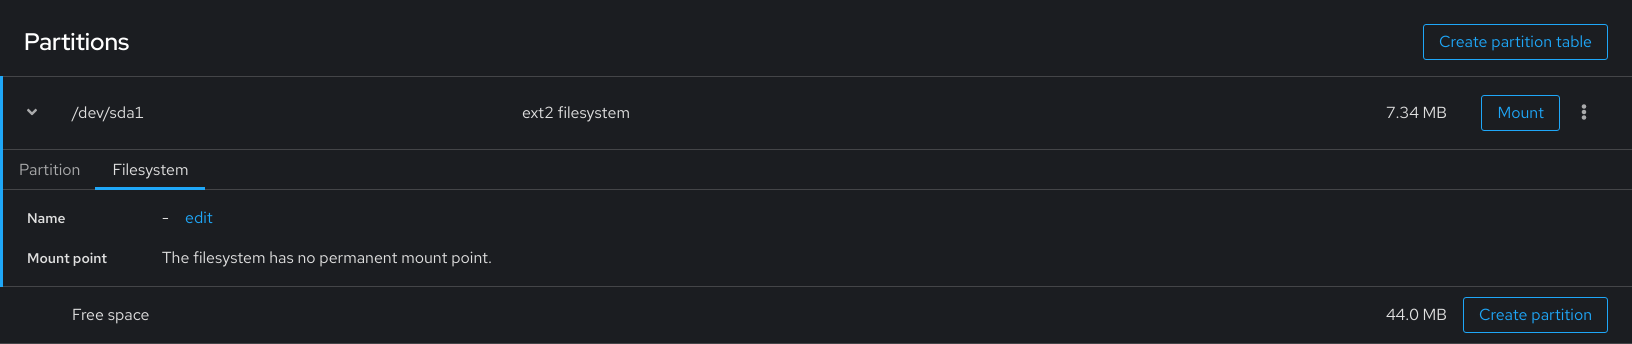 Partitions Create partition table
/dev/sda1 ext2 filesystem 7.34 MB Mount
Partition Filesystem
Name - edit
Mount point The filesystem has no permanent mount point.
Free space 44.0 MB Create partition